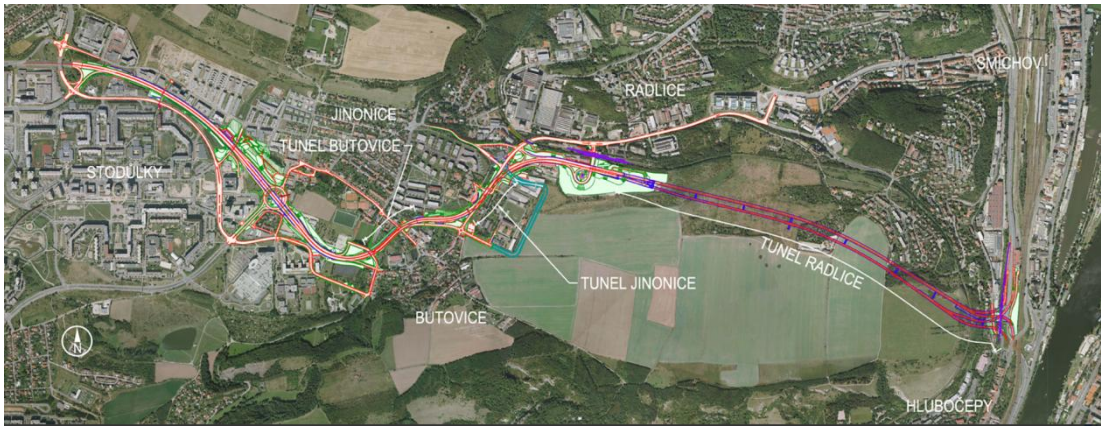 SMÍCHOV
RADLICE
JINONICE
TUNEL BUTOVICE
STODŮLKY
TUNEL RADLICE
TUNEL JINONICE
BUTOVICE
N
HLUBOČEPY